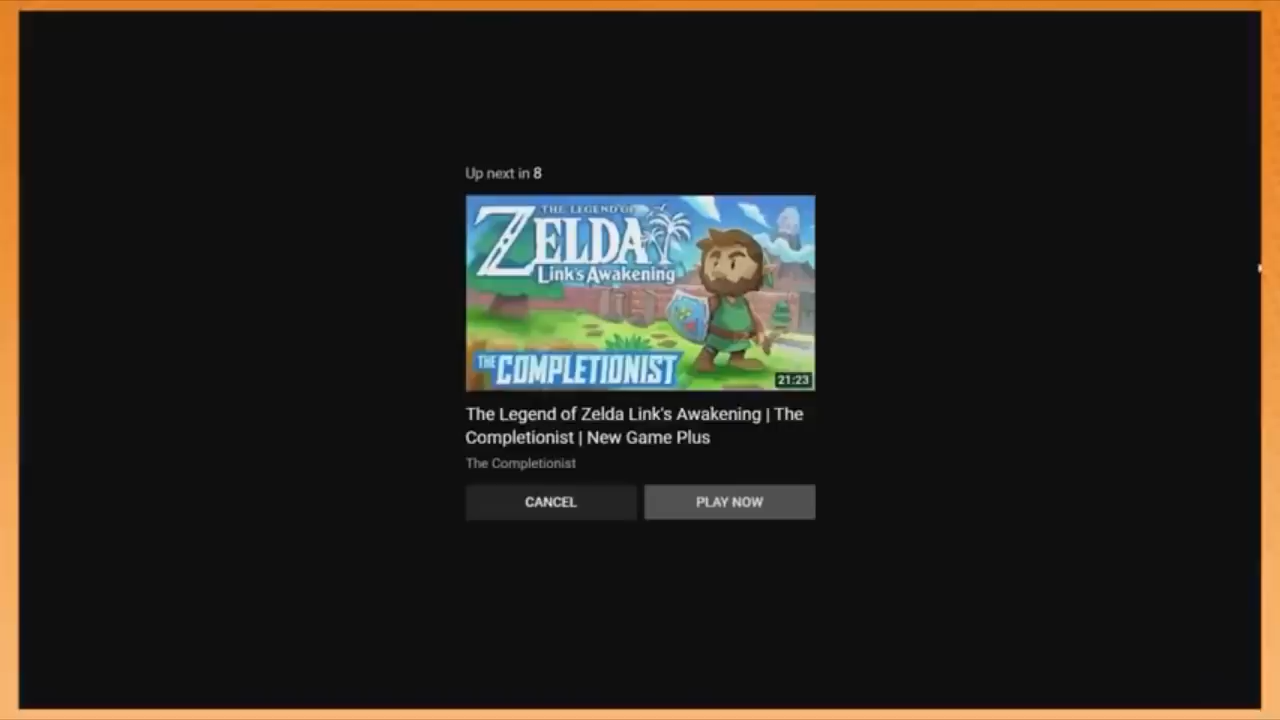 Up next in 8
THE LEGEND OF
ZELDA
Link's Awakening
THE COMPLETIONIST
21:23
The Legend of Zelda Link's Awakening | The
Completionist | New Game Plus
The Completionist
CANCEL PLAY NOW